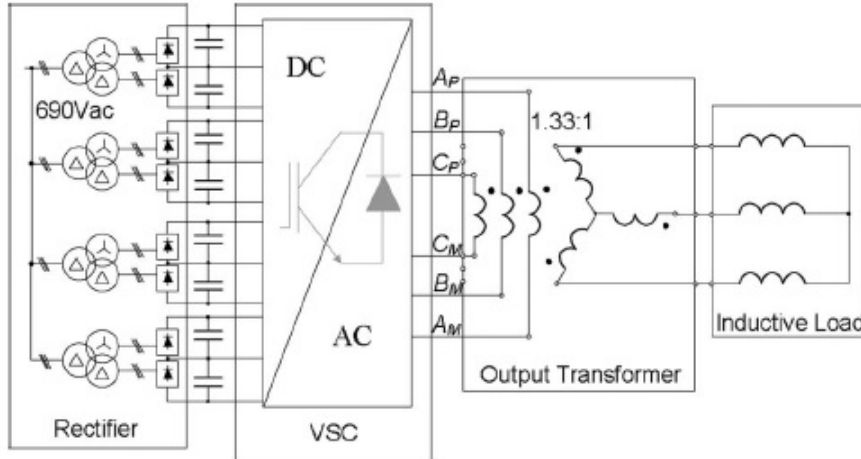 690Vac
Rectifier
DC
AC
VSC
A_P
B_P
C_P
C_M
B_M
A_M
1.33:1
Output Transformer
Inductive Load